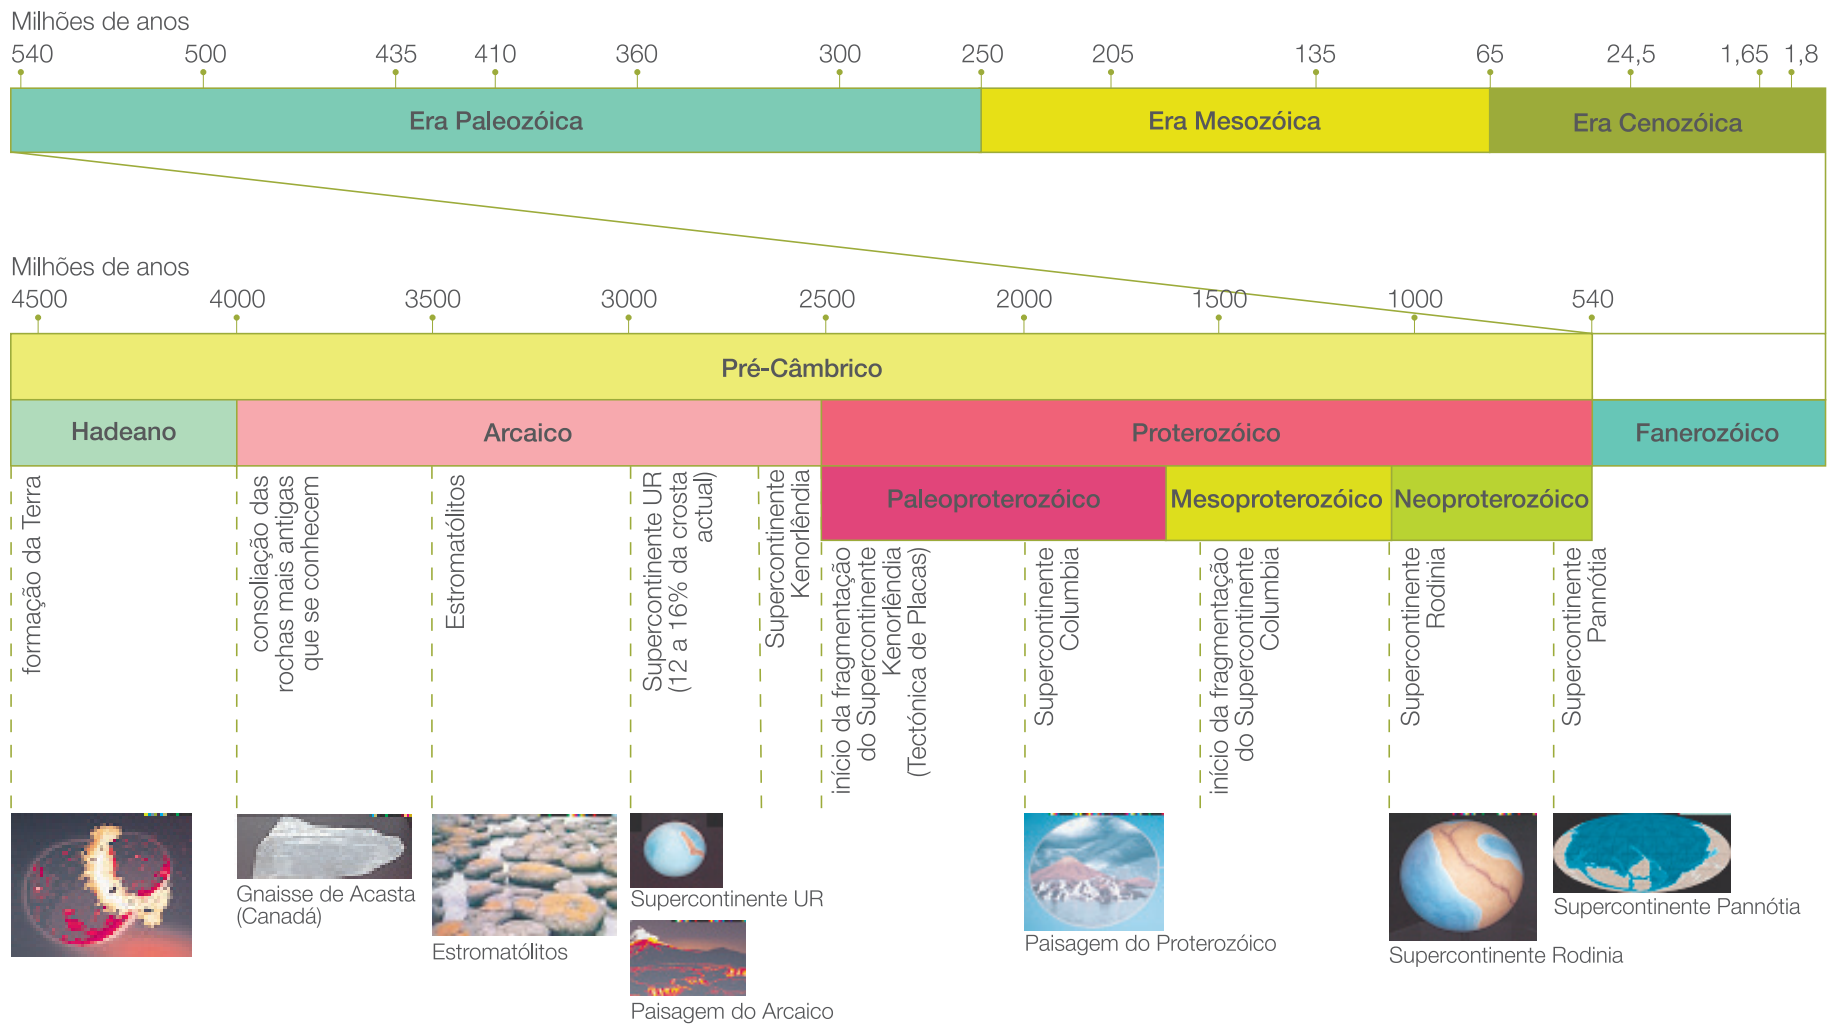 Milhões de anos
540 500 435 410 360 300 250 205 135 65 24,5 1,65 1,8
Era Paleozóica Era Mesozóica Era Cenozóica
Milhões de anos
4500 4000 3500 3000 2500 2000 1500 1000 540
Pré-Câmbrico
Hadeano Arcaico Proterozóico Fanerozóico
Paleoproterozóico Mesoproterozóico Neoproterozóico
formação da Terra
consoliação das
rochas mais antigas
que se conhecem
Estromatólitos
Supercontinente UR
(12 a 16% da crosta
actual)
Supercontinente
Kenorlêndia
início da fragmentação
do Supercontinente
Kenorlêndia
(Tectónica de Placas)
Supercontinente
Columbia
início da fragmentação
do Supercontinente
Columbia
Supercontinente
Rodinia
Supercontinente
Pannótia
Gnaisse de Acasta
(Canadá)
Estromatólitos
Supercontinente UR
Paisagem do Arcaico
Paisagem do Proterozóico
Supercontinente Rodinia
Supercontinente Pannótia